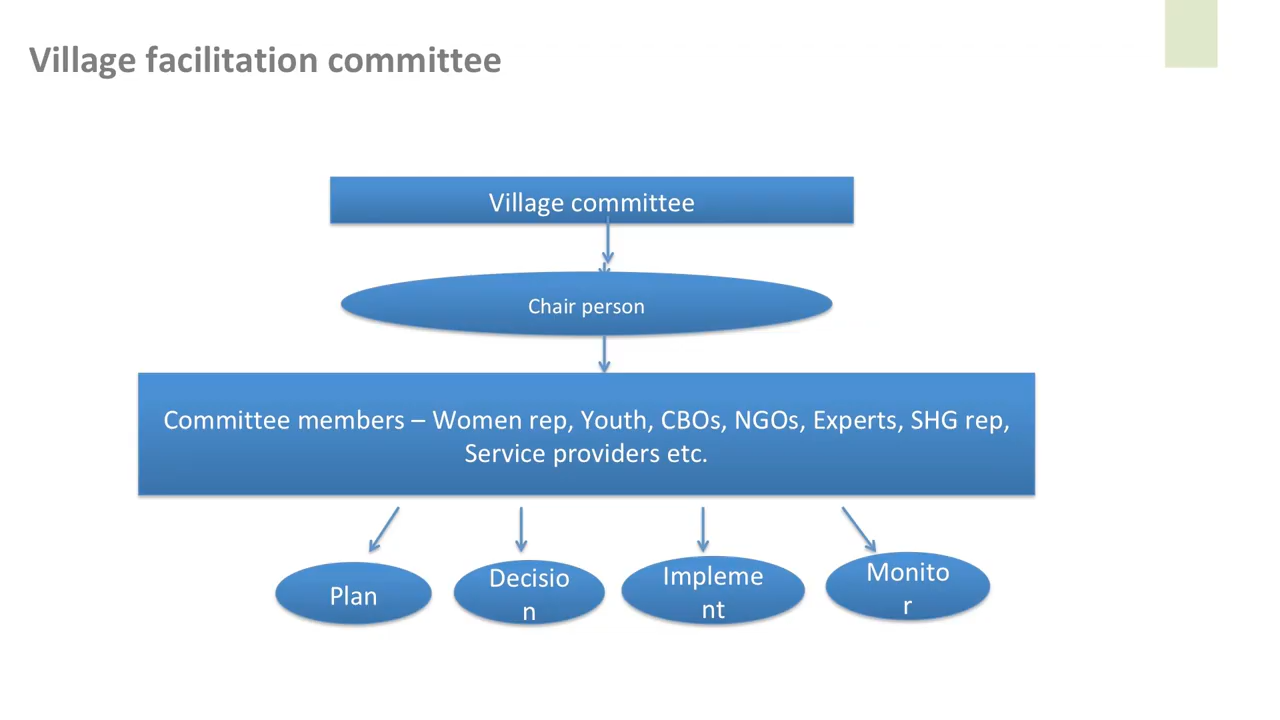 Village facilitation committee
Village committee
Chair person
Committee members – Women rep, Youth, CBOs, NGOs, Experts, SHG rep,
Service providers etc.
Plan
Decisio
n
Impleme
nt
Monito
r